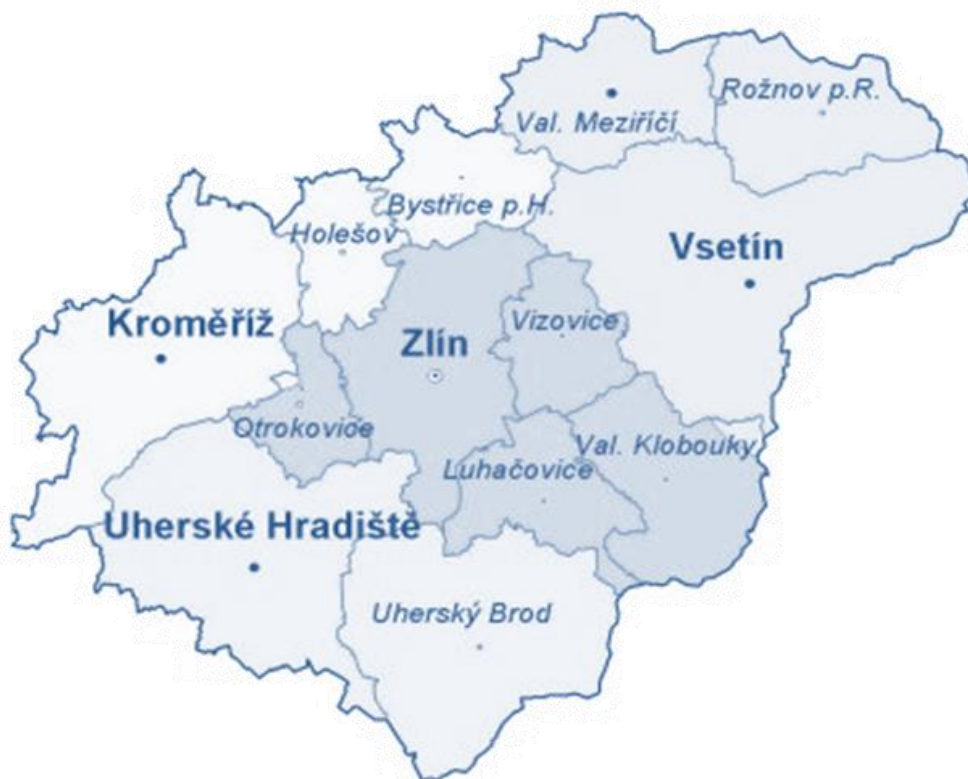 Rožnov p.R.
Val. Meziříčí
Bystřice p.H.
Holešov
Vsetín
Kroměříž
Vizovice
Zlín
Otrokovice
Val. Klobouky
Luhačovice
Uherské Hradiště
Uherský Brod